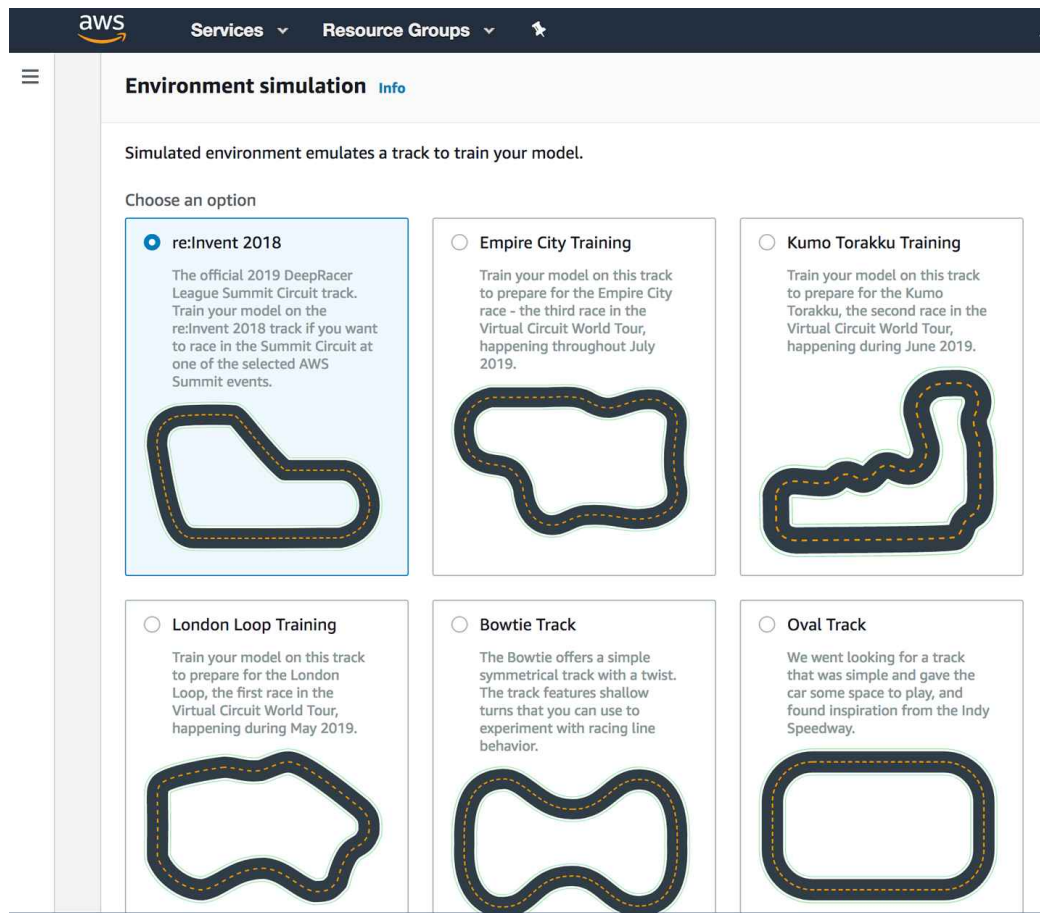 aws
Services
Resource Groups
Environment simulation Info
Simulated environment emulates a track to train your model.
Choose an option
re:Invent 2018
The official 2019 DeepRacer
League Summit Circuit track.
Train your model on the
re:Invent 2018 track if you want
to race in the Summit Circuit at
one of the selected AWS
Summit events.
Empire City Training
Train your model on this track
to prepare for the Empire City
race - the third race in the
Virtual Circuit World Tour,
happening throughout July
2019.
Kumo Torakku Training
Train your model on this track
to prepare for the Kumo
Torakku, the second race in the
Virtual Circuit World Tour,
happening during June 2019.
London Loop Training
Train your model on this track
to prepare for the London
Loop, the first race in the
Virtual Circuit World Tour,
happening during May 2019.
Bowtie Track
The Bowtie offers a simple
symmetrical track with a twist.
The track features shallow
turns that you can use to
experiment with racing line
behavior.
Oval Track
We went looking for a track
that was simple and gave the
car some space to play, and
found inspiration from the Indy
Speedway.